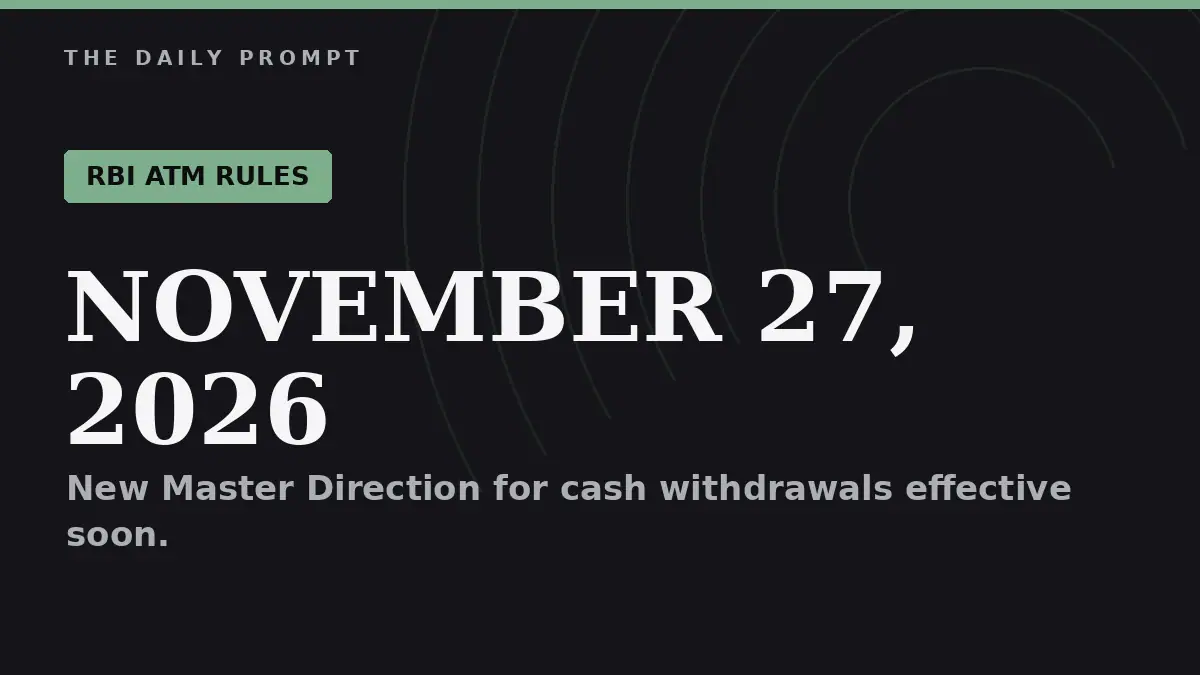 THE DAILY PROMPT
RBI ATM RULES
NOVEMBER 27,
2026
New Master Direction for cash withdrawals effective
soon.